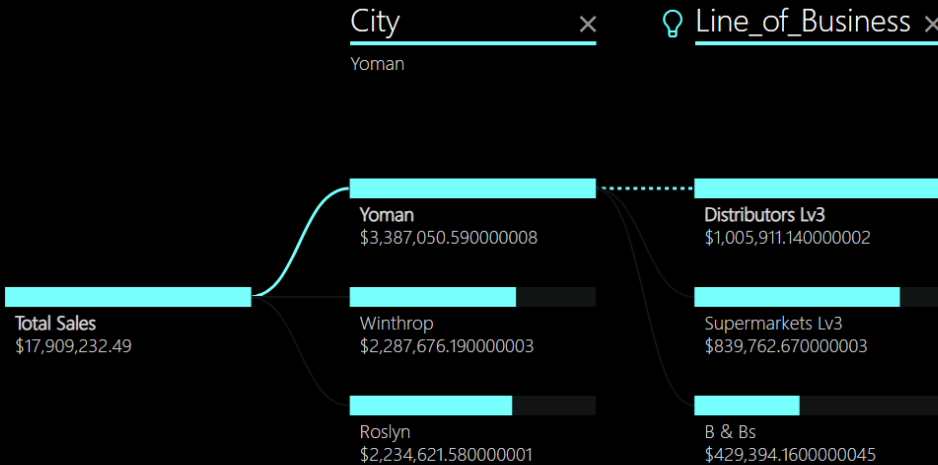 City
Line_of_Business
Yoman
Yoman
$3,387,050.590000008
Distributors Lv3
$1,005,911.140000002
Total Sales
$17,909,232.49
Winthrop
$2,287,676.190000003
Supermarkets Lv3
$839,762.670000003
Roslyn
$2,234,621.580000001
B & Bs
$429,394.1600000045